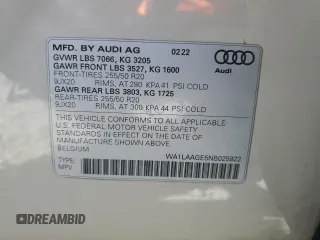 MFD. BY AUDI AG 02.22
GVWR LBS 7066, KG 3205
GAWR FRONT LBS 3527, KG 1600
FRONT-TIRES 255/50 R20
9JX20 RIMS, AT 280 KPA 41 PSI COLD
GAWR REAR LBS 3803, KG 1725
REAR-TIRES 255/50 R20
9JX20 RIMS, AT 300 KPA 44 PSI COLD
THIS VEHICLE CONFORMS TO ALL APPLICABLE
U.S. FEDERAL MOTOR VEHICLE SAFETY
STANDARDS IN EFFECT ON THE DATE OF
MANUFACTURE SHOWN ABOVE.
BELGIUM
Audi
TYPE:
MPV
WA1LAAGE5NB025922
DREAMBID